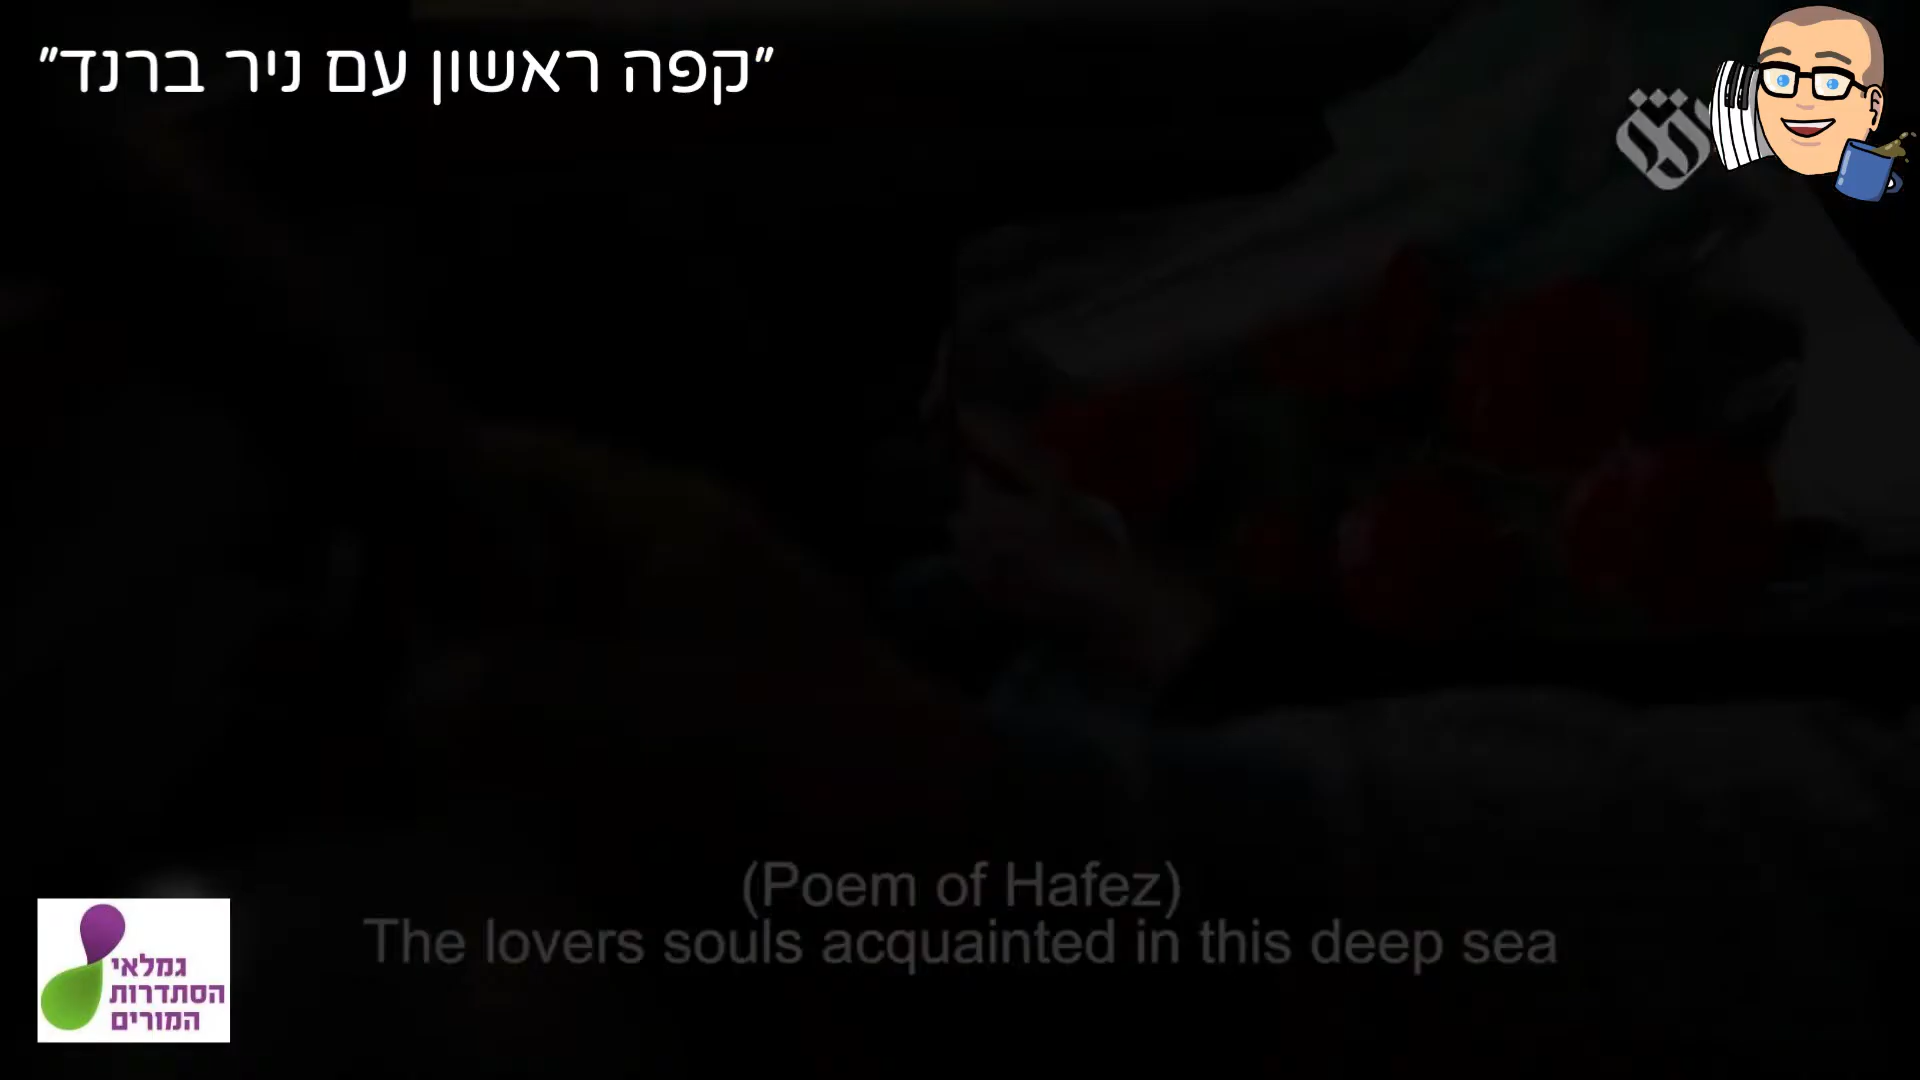 "קפה ראשון עם ניר ברנד"
(Poem of Hafez)
The lovers souls acquainted in this deep sea
גמלאי
הסתדרות
המורים